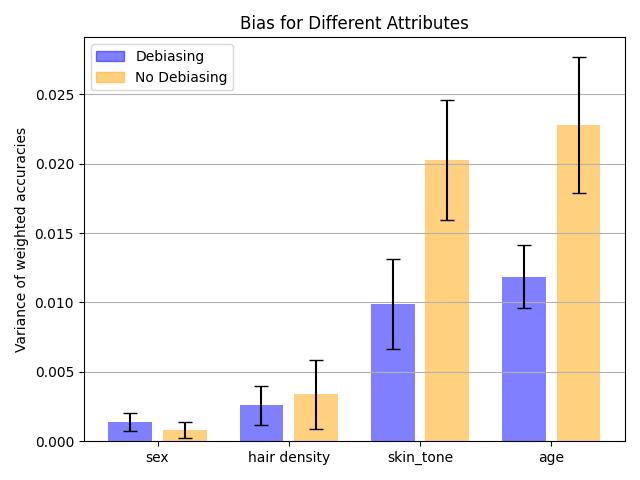 Bias for Different Attributes
Debiasing
No Debiasing
Variance of weighted accuracies
0.025
0.020
0.015
0.010
0.005
0.000
sex
hair density
skin_tone
age